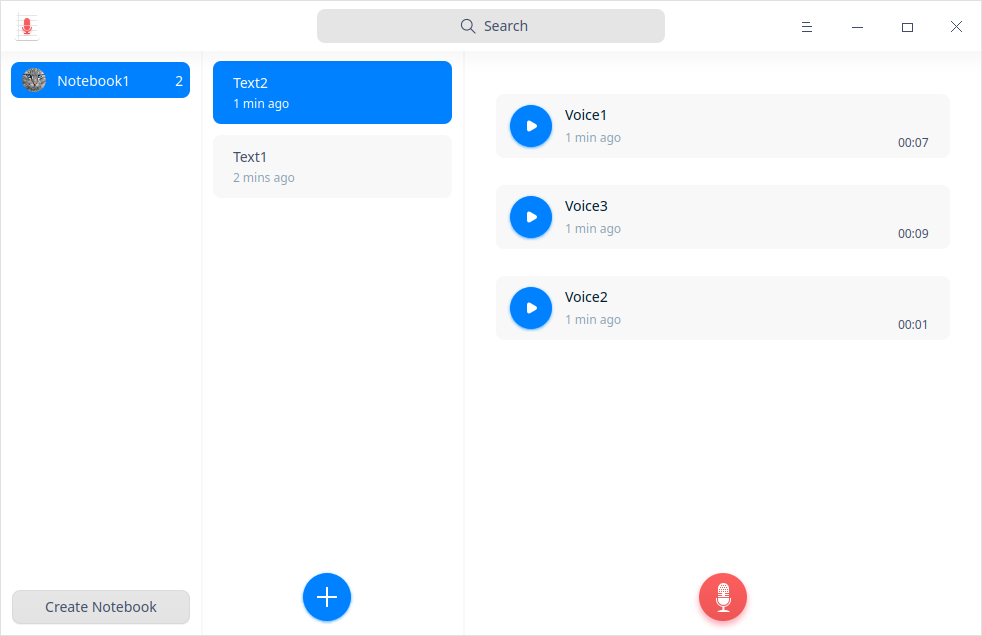 Search
Notebook1 2
Text2
1 min ago
Text1
2 mins ago
Voice1
1 min ago
00:07
Voice3
1 min ago
00:09
Voice2
1 min ago
00:01
Create Notebook